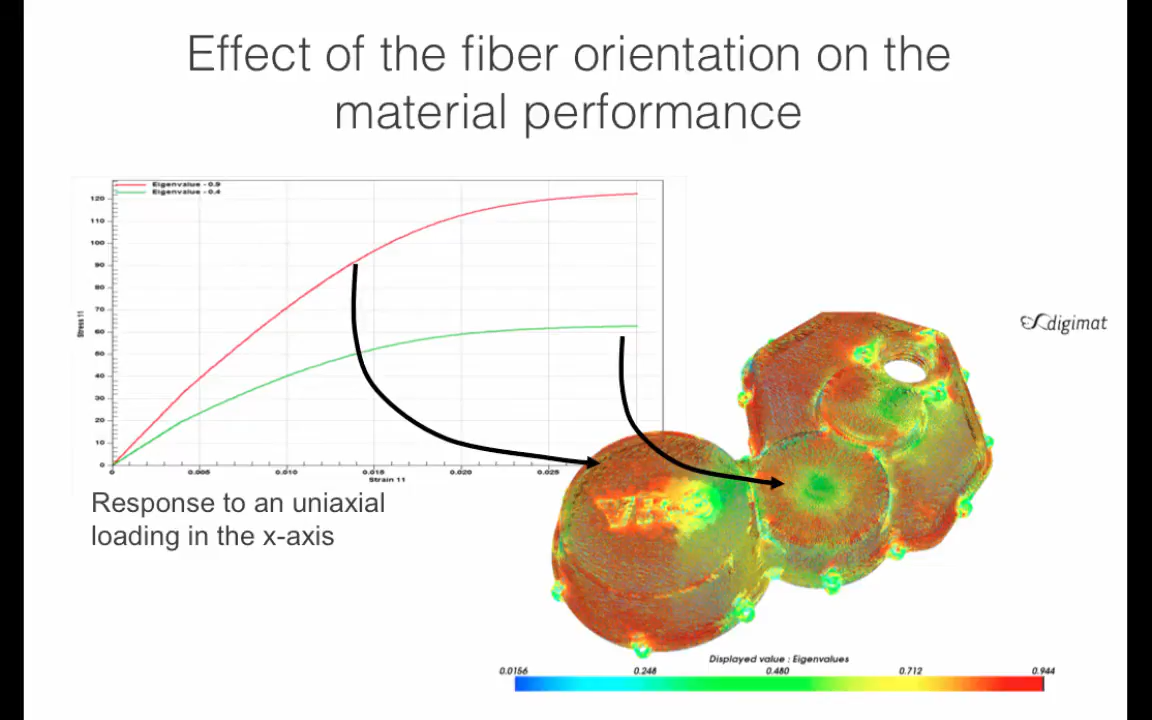 Effect of the fiber orientation on the
material performance
Eigenvalue - 0.9
Eigenvalue - 0.4
120
110
100
90
80
70
60
50
40
30
20
10
0
0 0.005 0.010 0.015 0.020 0.025
Stress 11
Strain 11
Response to an uniaxial
loading in the x-axis
digimat
Displayed value : Eigenvalues
0.0156 0.248 0.480 0.712 0.944